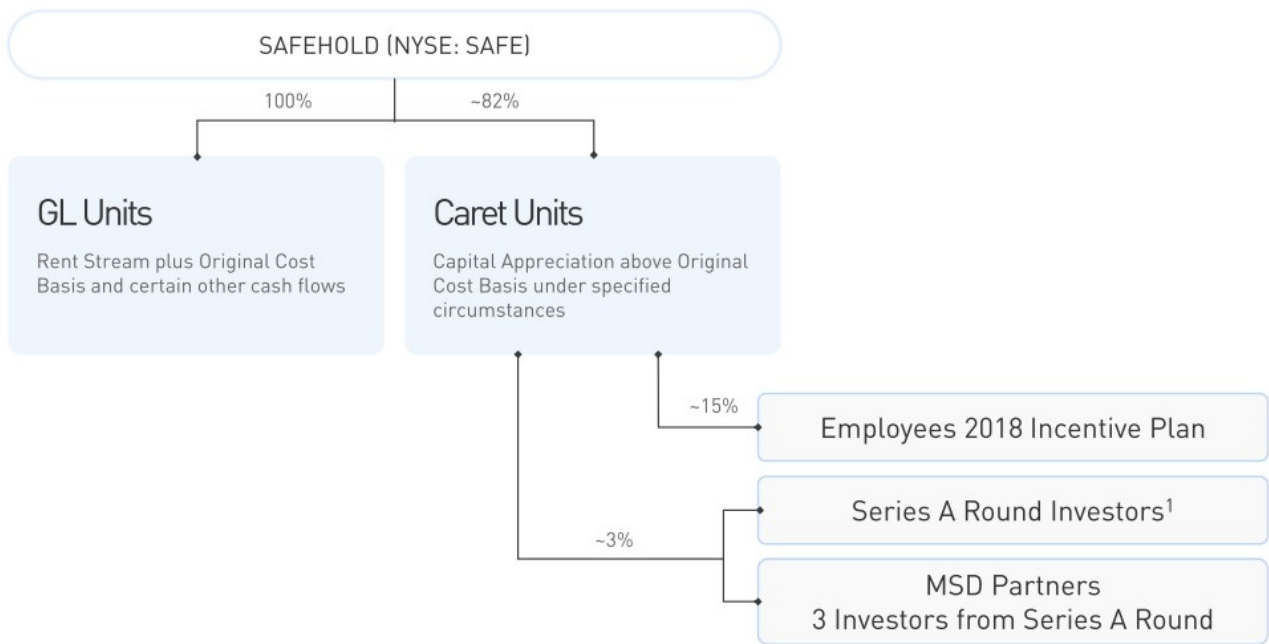 SAFEHOLD (NYSE: SAFE)
100%
~82%
GL Units
Rent Stream plus Original Cost
Basis and certain other cash flows
Caret Units
Capital Appreciation above Original
Cost Basis under specified
circumstances
~15%
Employees 2018 Incentive Plan
Series A Round Investors¹
~3%
MSD Partners
3 Investors from Series A Round